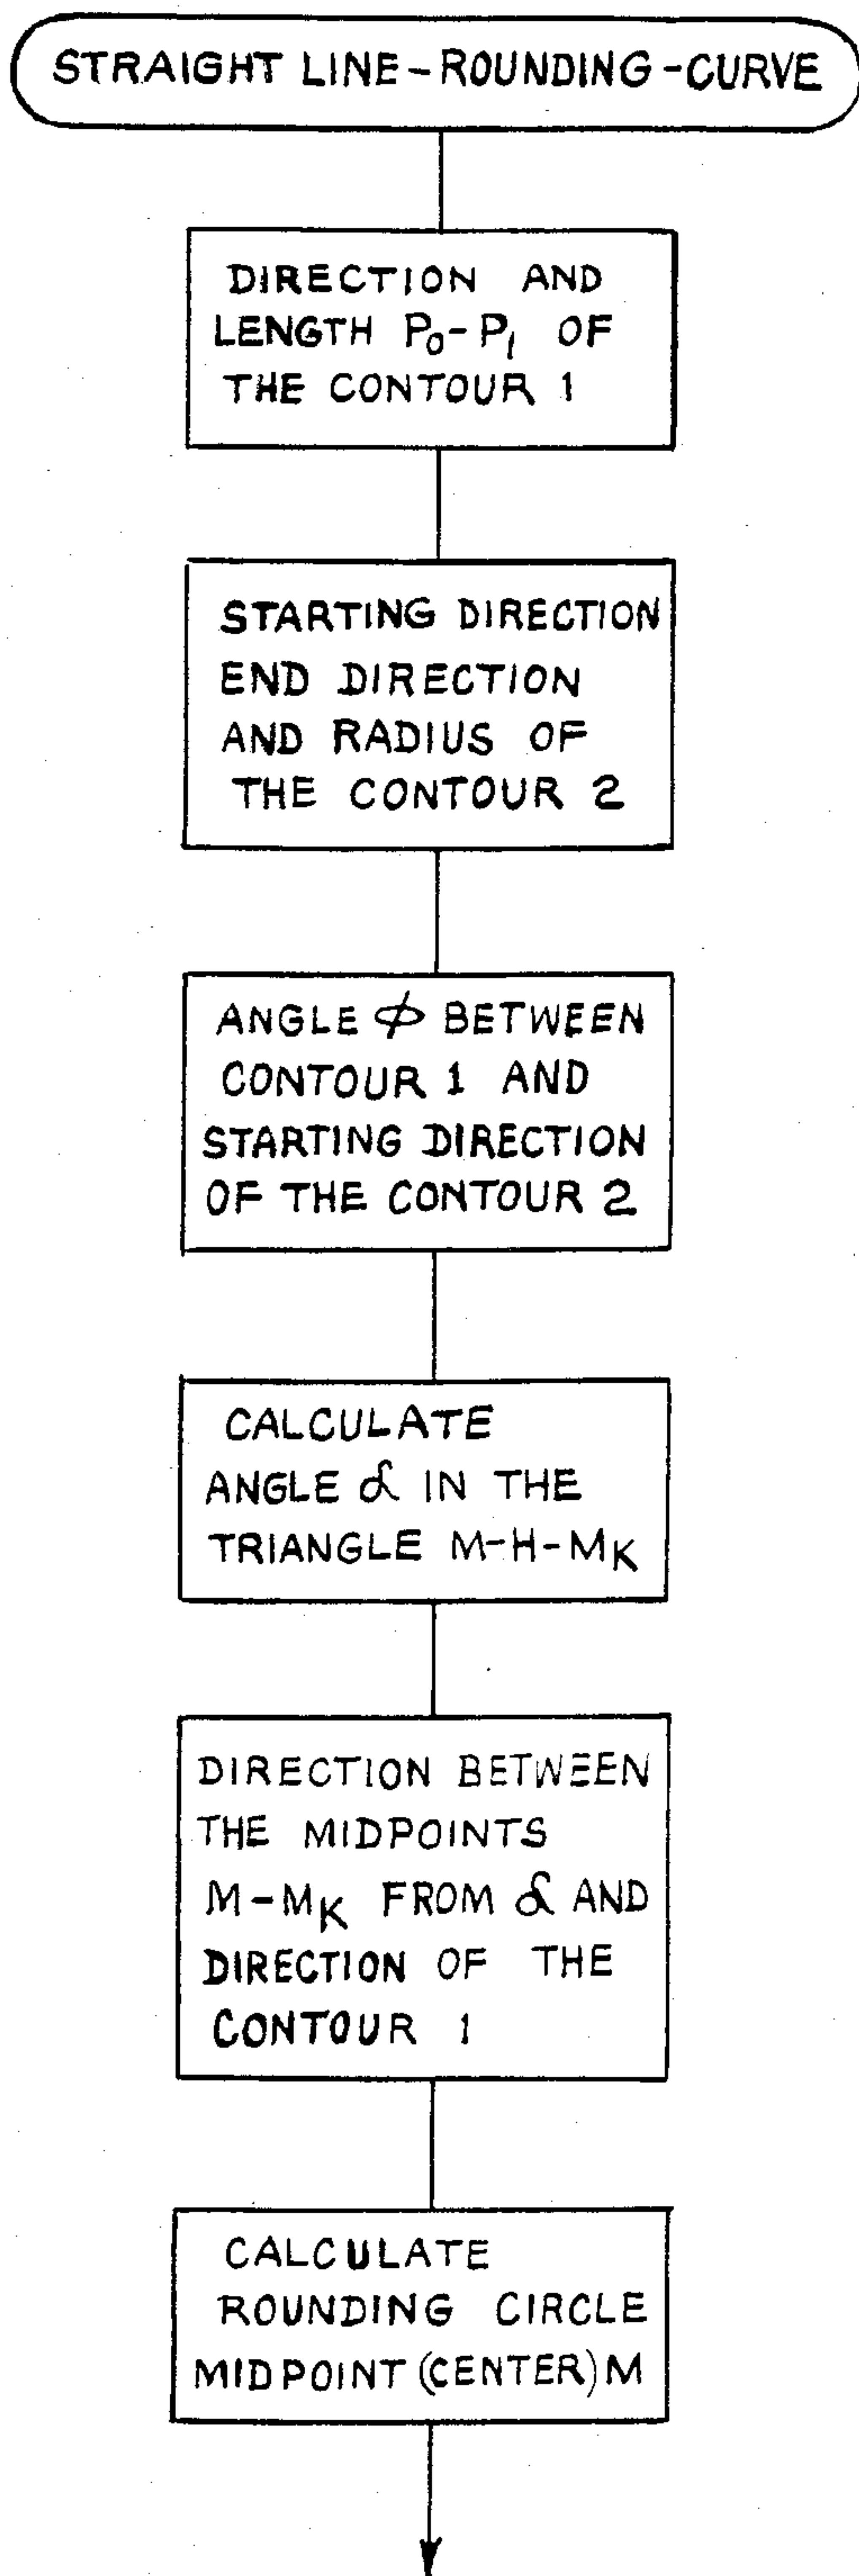 STRAIGHT LINE-ROUNDING-CURVE
DIRECTION AND
LENGTH P₀-P₁ OF
THE CONTOUR 1
STARTING DIRECTION
END DIRECTION
AND RADIUS OF
THE CONTOUR 2
ANGLE ϕ BETWEEN
CONTOUR 1 AND
STARTING DIRECTION
OF THE CONTOUR 2
CALCULATE
ANGLE α IN THE
TRIANGLE M-H-M_K
DIRECTION BETWEEN
THE MIDPOINTS
M-M_K FROM α AND
DIRECTION OF THE
CONTOUR 1
CALCULATE
ROUNDING CIRCLE
MIDPOINT (CENTER) M